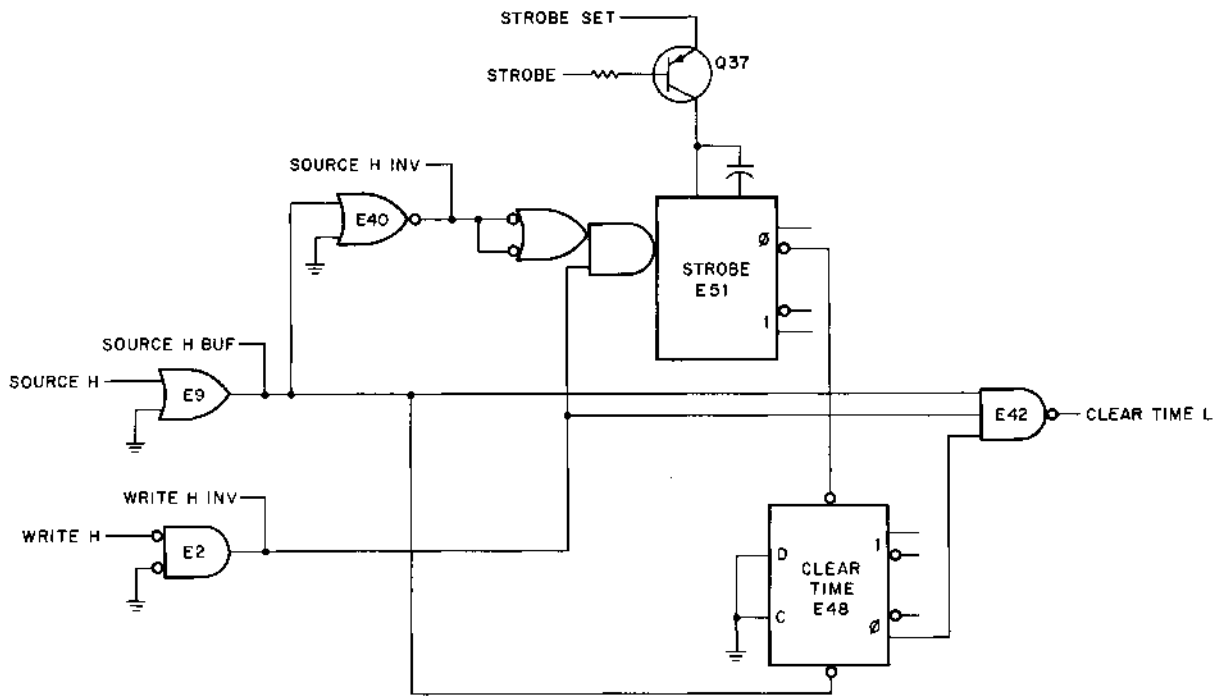 STROBE SET
Q37
STROBE
SOURCE H INV
E40
Ø
STROBE
E51
1
SOURCE H BUF
SOURCE H
E9
E42
CLEAR TIME L
WRITE H INV
WRITE H
E2
D
1
CLEAR
TIME
E48
C
Ø